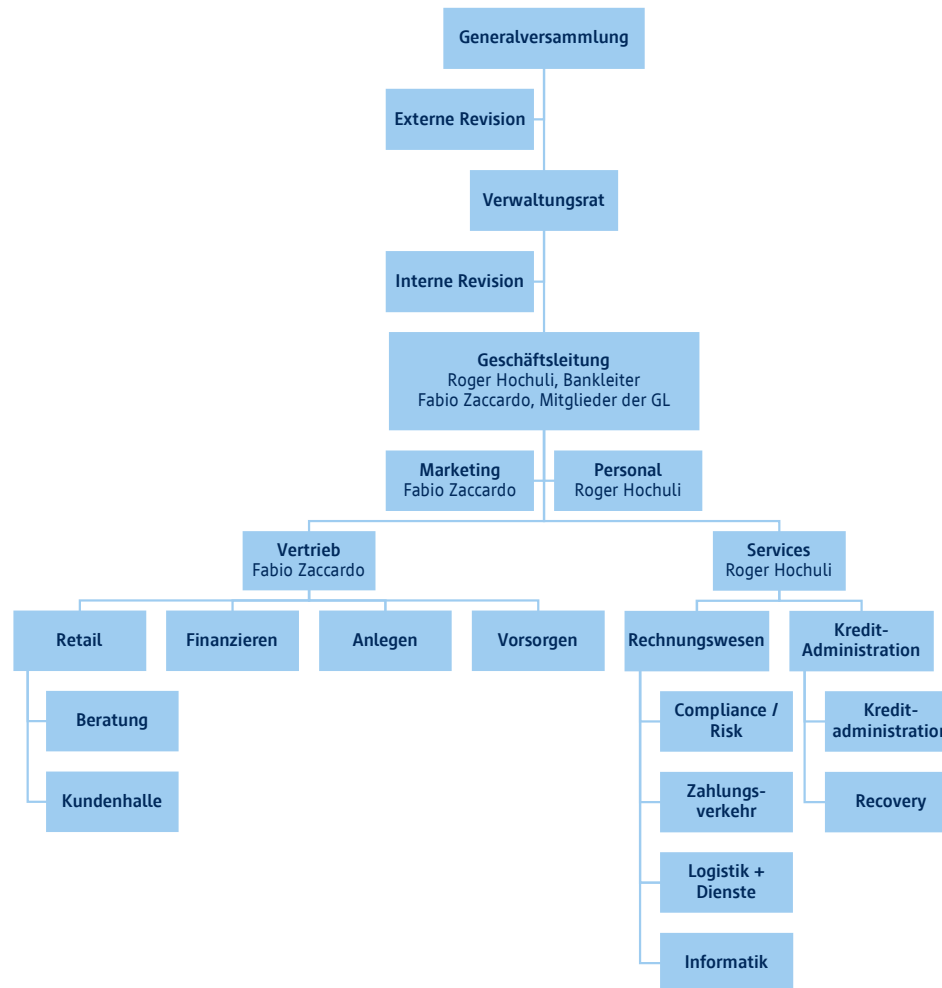 Generalversammlung
Externe Revision
Verwaltungsrat
Interne Revision
Geschäftsleitung
Roger Hochuli, Bankleiter
Fabio Zaccardo, Mitglieder der GL
Marketing
Fabio Zaccardo
Personal
Roger Hochuli
Vertrieb
Fabio Zaccardo
Services
Roger Hochuli
Retail
Finanzieren
Anlegen
Vorsorgen
Rechnungswesen
Kredit-
Administration
Beratung
Kundenhalle
Compliance /
Risk
Zahlungs-
verkehr
Logistik +
Dienste
Informatik
Kredit-
administration
Recovery